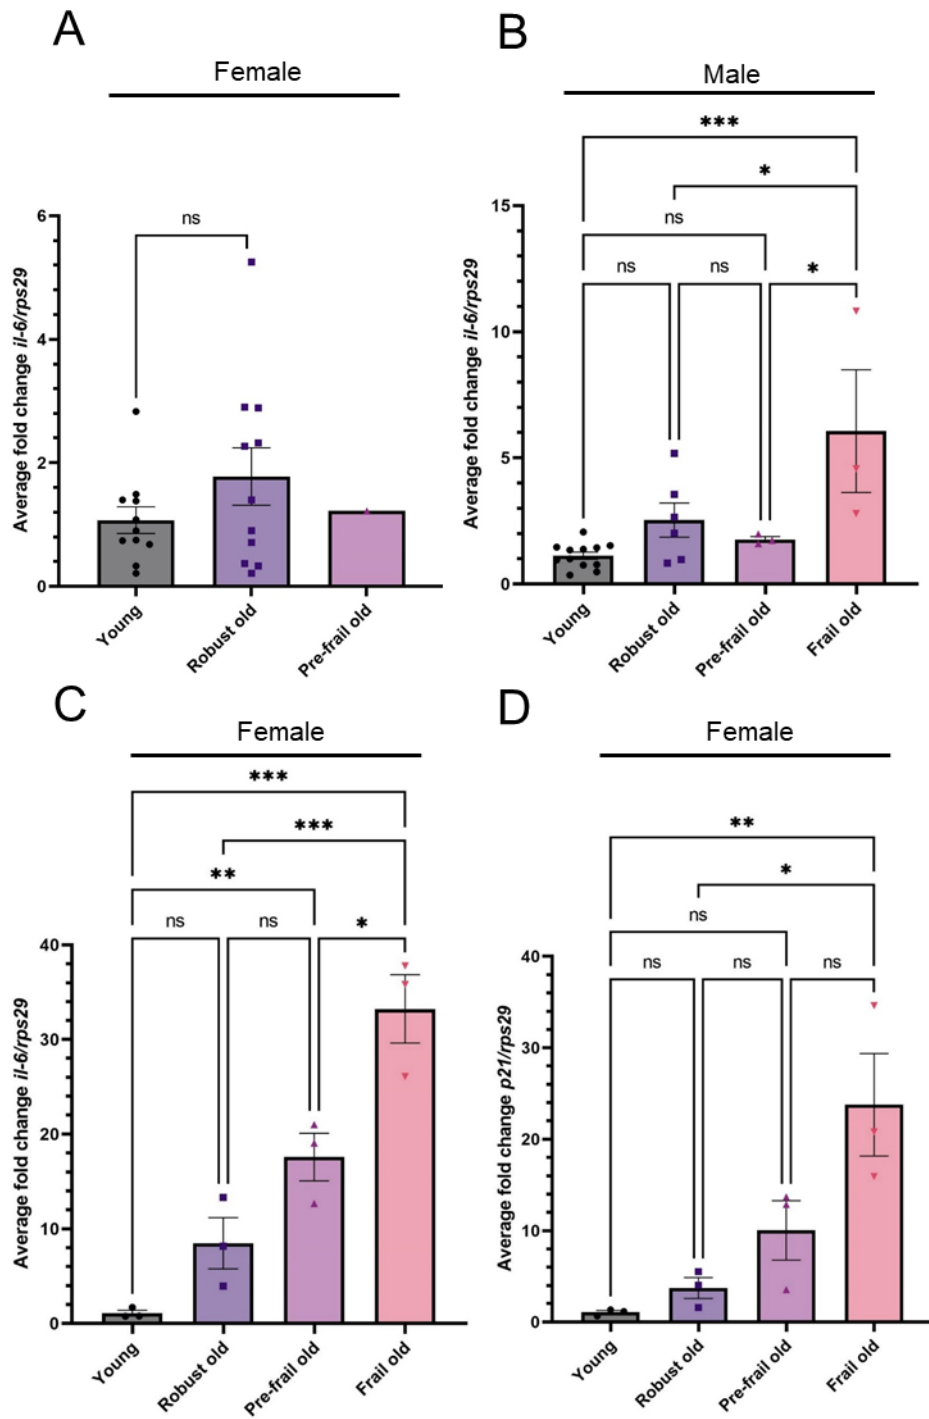 A
Female
ns
Average fold change il-6/rps29
6
4
2
0
Young
Robust old
Pre-frail old
B
Male
***
*
ns
ns
ns
*
Average fold change il-6/rps29
15
10
5
0
Young
Robust old
Pre-frail old
Frail old
C
Female
***
***
**
ns
ns
*
Average fold change il-6/rps29
40
30
20
10
0
Young
Robust old
Pre-frail old
Frail old
D
Female
**
*
ns
ns
ns
ns
Average fold change p21/rps29
40
30
20
10
0
Young
Robust old
Pre-frail old
Frail old